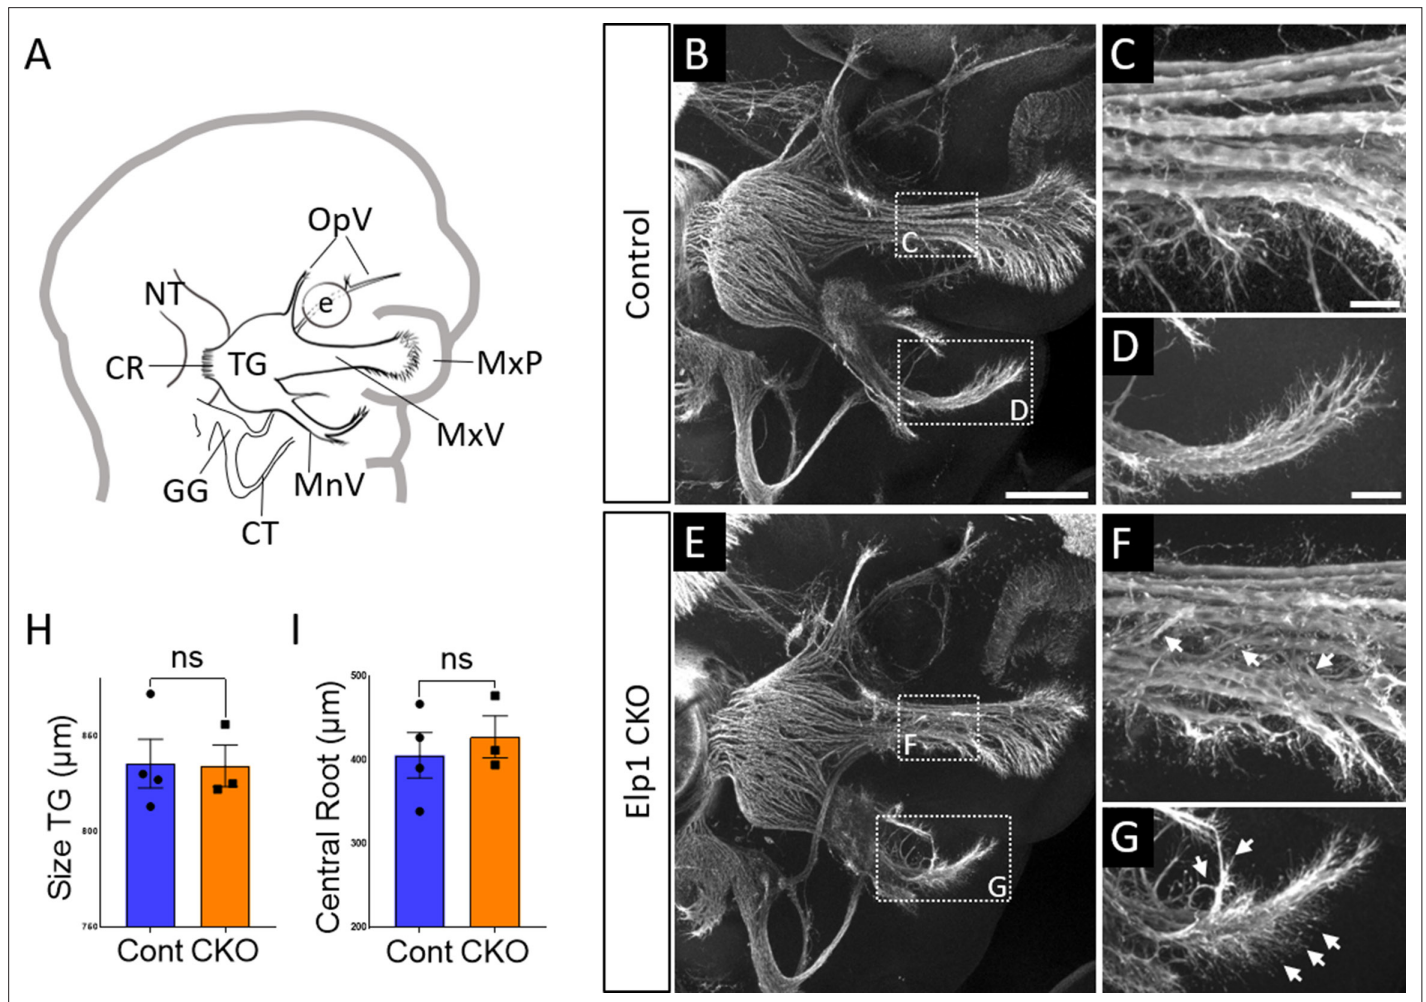 A
OpV
NT
e
CR
TG
MxP
MxV
GG
MnV
CT
Control
B
C
D
C
D
Elp1 CKO
E
F
G
F
G
H
ns
Size TG (µm)
860
800
760
Cont CKO
I
ns
Central Root (µm)
500
400
300
200
Cont CKO